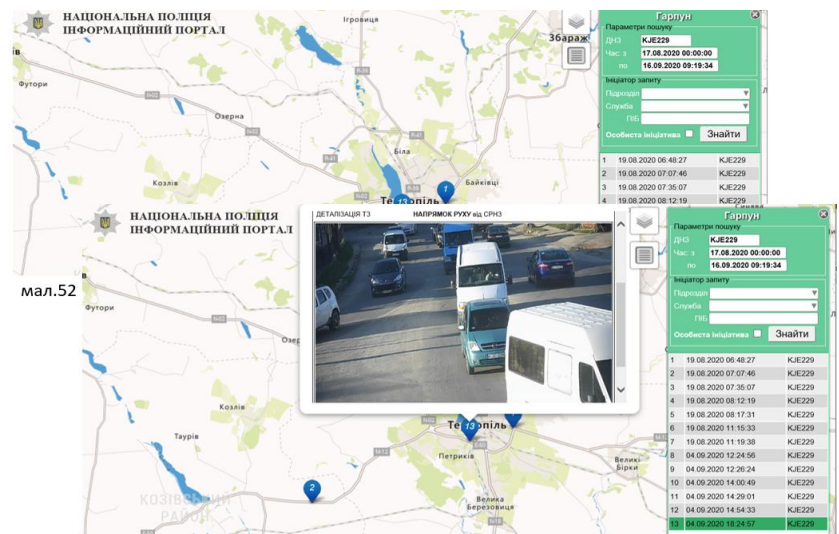 НАЦІОНАЛЬНА ПОЛІЦІЯ
ІНФОРМАЦІЙНИЙ ПОРТАЛ
Ігровиця
Збараж
Футори
Озерна
Біла
Козлів
Байківці
13
1
Гарпун
Параметри пошуку
ДНЗ KJE229
Час: з 17.08.2020 00:00:00
по 16.09.2020 09:19:34
Ініціатор запиту
Підрозділ
Служба
ПІБ
Особиста ініціатива Знайти
1 19.08.2020 06:48:27 KJE229
2 19.08.2020 07:07:46 KJE229
3 19.08.2020 07:35:07 KJE229
4 19.08.2020 08:12:19 KJE229
мал.52
НАЦІОНАЛЬНА ПОЛІЦІЯ
ІНФОРМАЦІЙНИЙ ПОРТАЛ
Футори
Козлів
Таурів
КОЗІВСЬКИЙ
РАЙОН
Петриків
Велика
Березовиця
Великі
Бірки
2
13
ДЕТАЛІЗАЦІЯ ТЗ НАПРЯМОК РУХУ від СРНЗ
Гарпун
Параметри пошуку
ДНЗ KJE229
Час: з 17.08.2020 00:00:00
по 16.09.2020 09:19:34
Ініціатор запиту
Підрозділ
Служба
ПІБ
Особиста ініціатива Знайти
1 19.08.2020 06:48:27 KJE229
2 19.08.2020 07:07:46 KJE229
3 19.08.2020 07:35:07 KJE229
4 19.08.2020 08:12:19 KJE229
5 19.08.2020 08:17:31 KJE229
6 19.08.2020 11:15:33 KJE229
7 19.08.2020 11:19:38 KJE229
8 04.09.2020 12:24:56 KJE229
9 04.09.2020 12:26:24 KJE229
10 04.09.2020 14:00:49 KJE229
11 04.09.2020 14:29:01 KJE229
12 04.09.2020 14:54:33 KJE229
13 04.09.2020 18:24:57 KJE229